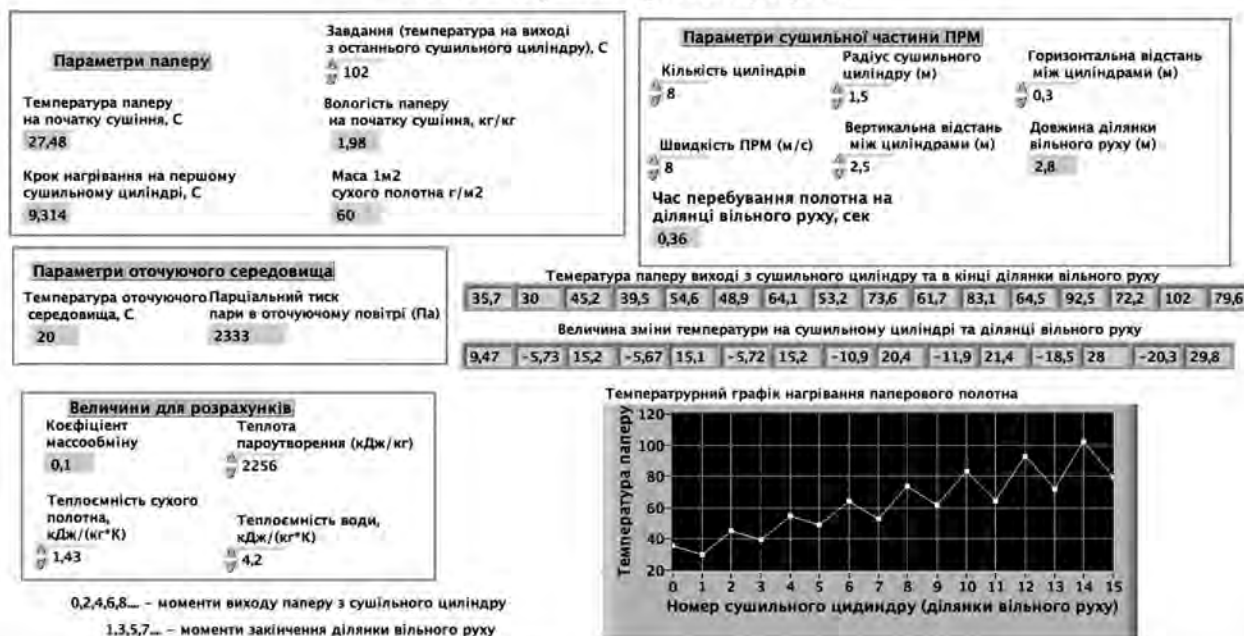 Параметри паперу
Завдання (температура на виході
з останнього сушильного циліндру), С
102
Температура паперу
на початку сушіння, С
27,48
Вологість паперу
на початку сушіння, кг/кг
1,98
Крок нагрівання на першому
сушильному циліндрі, С
9,314
Маса 1м2
сухого полотна г/м2
60
Параметри сушильної частини ПРМ
Кількість циліндрів
8
Радіус сушильного
циліндру (м)
1,5
Горизонтальна відстань
між циліндрами (м)
0,3
Швидкість ПРМ (м/с)
8
Вертикальна відстань
між циліндрами (м)
2,5
Довжина ділянки
вільного руху (м)
2,8
Час перебування полотна на
ділянці вільного руху, сек
0,36
Параметри оточуючого середовища
Температура оточуючого
середовища, С
20
Парціальний тиск
пари в оточуючому повітрі (Па)
2333
Темература паперу виході з сушильного циліндру та в кінці ділянки вільного руху
35,7 30 45,2 39,5 54,6 48,9 64,1 53,2 73,6 61,7 83,1 64,5 92,5 72,2 102 79,6
Величина зміни температури на сушильному циліндрі та ділянці вільного руху
9,47 -5,73 15,2 -5,67 15,1 -5,72 15,2 -10,9 20,4 -11,9 21,4 -18,5 28 -20,3 29,8
Величини для розрахунків
Коєфіціент
массообміну
0,1
Теплота
пароутворення (кДж/кг)
2256
Теплоємність сухого
полотна,
кДж/(кг*К)
1,43
Теплоємність води,
кДж/(кг*К)
4,2
0,2,4,6,8... - моменти виходу паперу з сушільного циліндру
1,3,5,7... - моменти закінчення ділянки вільного руху
Температрурний графік нагрівання паперового полотна
Температура паперу
120
100
80
60
40
20
0 1 2 3 4 5 6 7 8 9 10 11 12 13 14 15
Номер сушильного цидиндру (ділянки вільного руху)